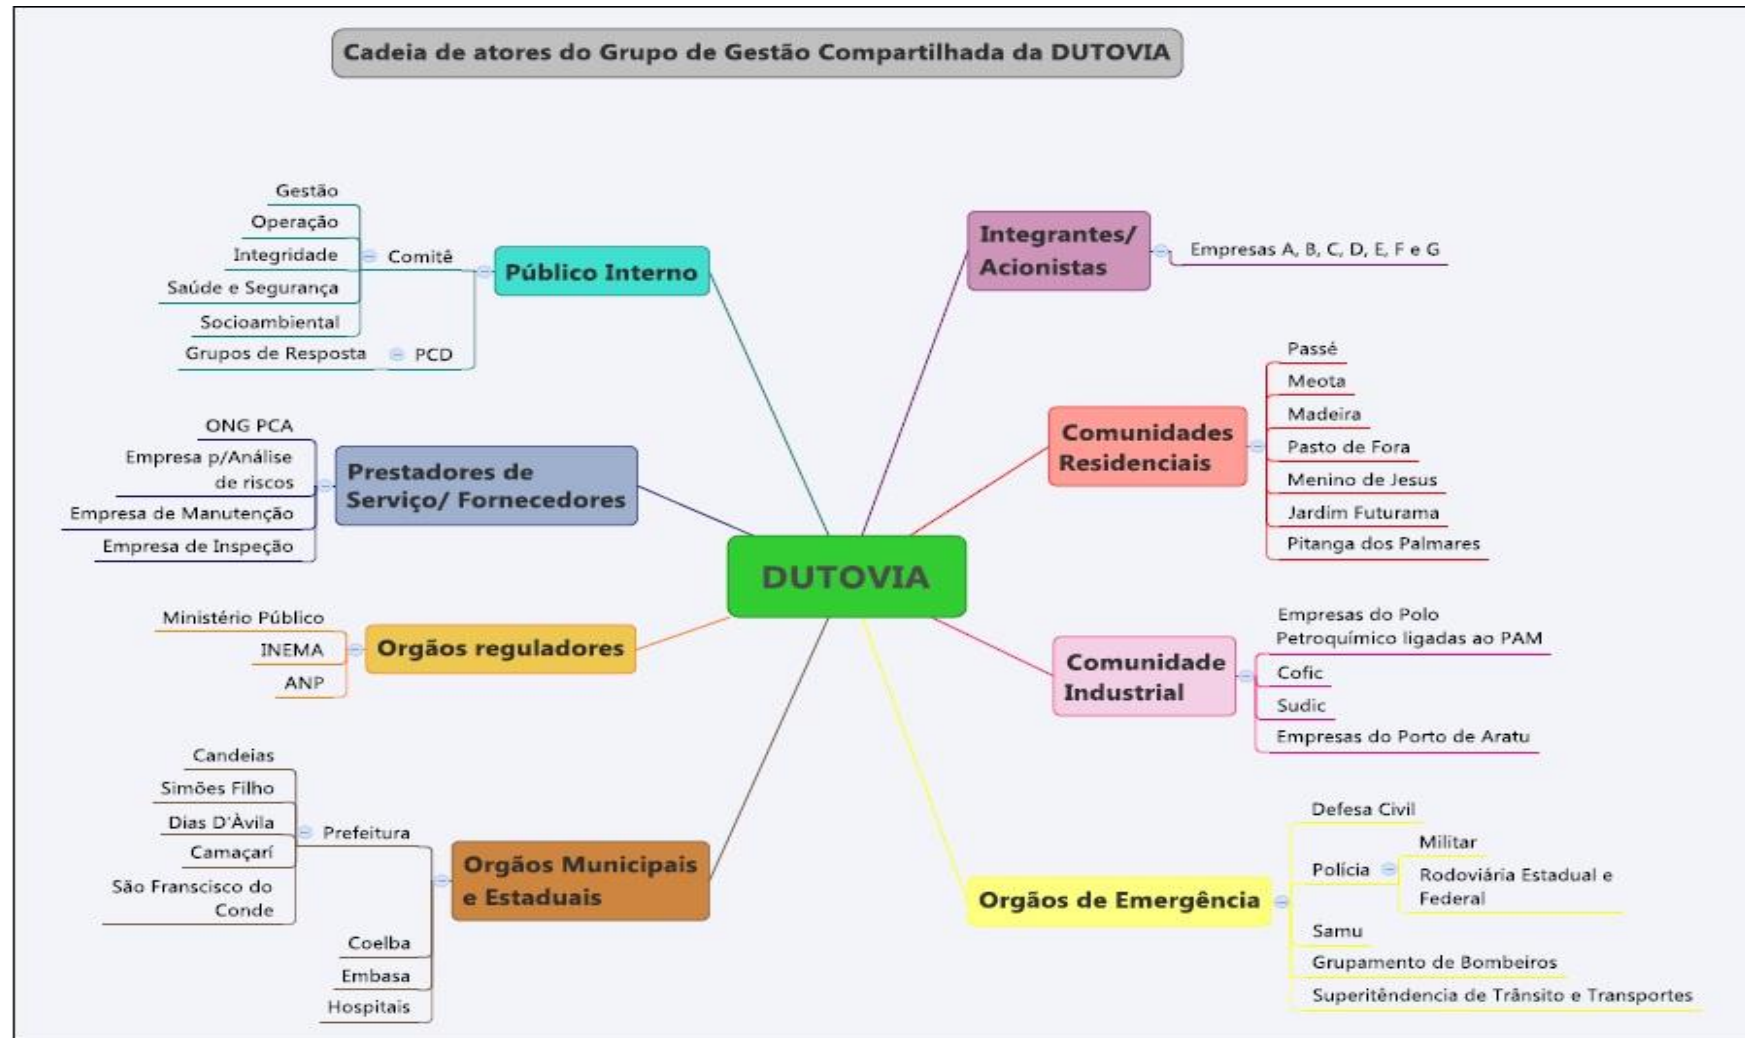 Cadeia de atores do Grupo de Gestão Compartilhada da DUTOVIA
Gestão
Operação
Integridade
Saúde e Segurança
Socioambiental
Comitê
Grupos de Resposta
PCD
Público Interno
ONG PCA
Empresa p/Análise
de riscos
Empresa de Manutenção
Empresa de Inspeção
Prestadores de
Serviço/ Fornecedores
Ministério Público
INEMA
ANP
Orgãos reguladores
Candeias
Simões Filho
Dias D'Àvila
Camaçarí
São Franscisco do
Conde
Prefeitura
Coelba
Embasa
Hospitais
Orgãos Municipais
e Estaduais
DUTOVIA
Integrantes/
Acionistas
Empresas A, B, C, D, E, F e G
Comunidades
Residenciais
Passé
Meota
Madeira
Pasto de Fora
Menino de Jesus
Jardim Futurama
Pitanga dos Palmares
Comunidade
Industrial
Empresas do Polo
Petroquímico ligadas ao PAM
Cofic
Sudic
Empresas do Porto de Aratu
Orgãos de Emergência
Defesa Civil
Polícia
Militar
Rodoviária Estadual e
Federal
Samu
Grupamento de Bombeiros
Superitêndencia de Trânsito e Transportes